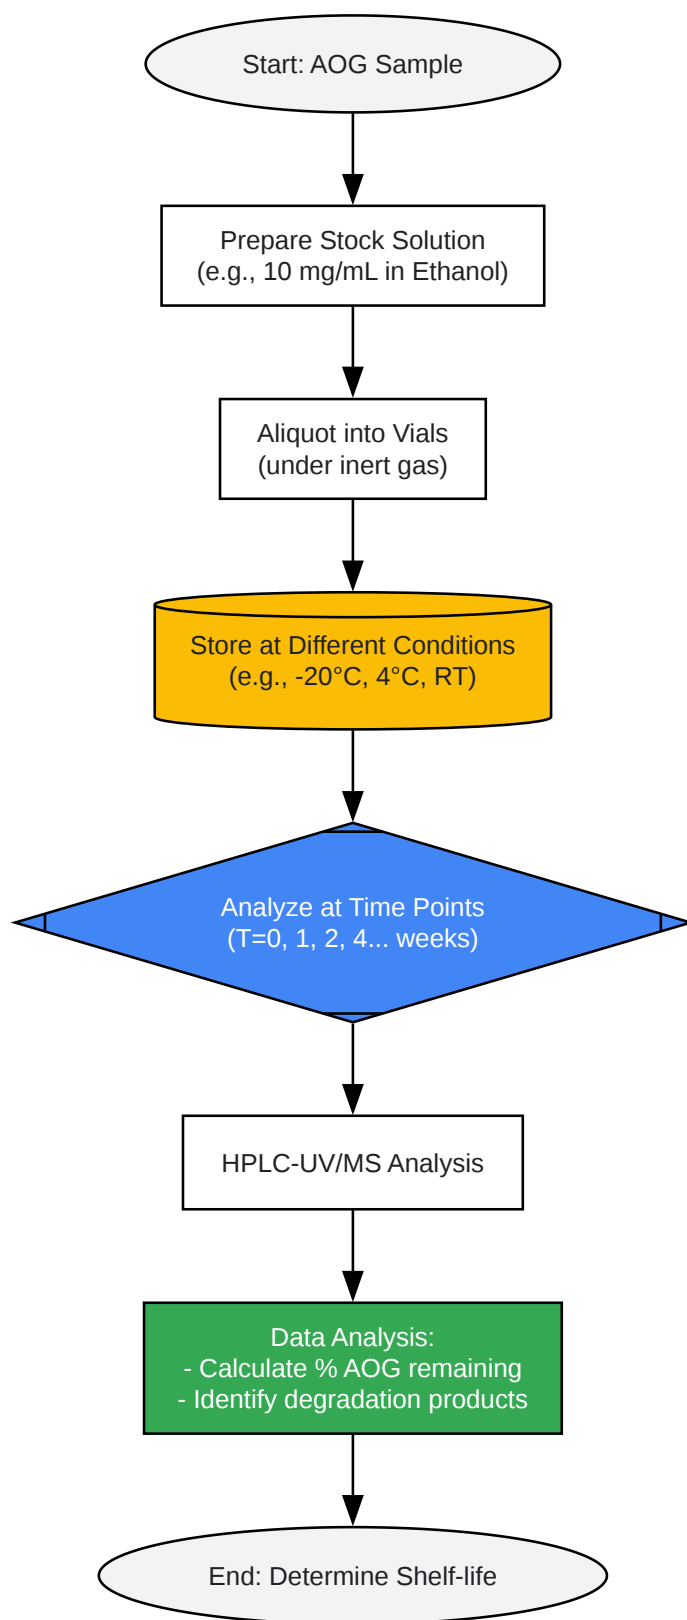 Start: AOG Sample
Prepare Stock Solution
(e.g., 10 mg/mL in Ethanol)
Aliquot into Vials
(under inert gas)
Store at Different Conditions
(e.g., -20°C, 4°C, RT)
Analyze at Time Points
(T=0, 1, 2, 4... weeks)
HPLC-UV/MS Analysis
Data Analysis:
- Calculate % AOG remaining
- Identify degradation products
End: Determine Shelf-life